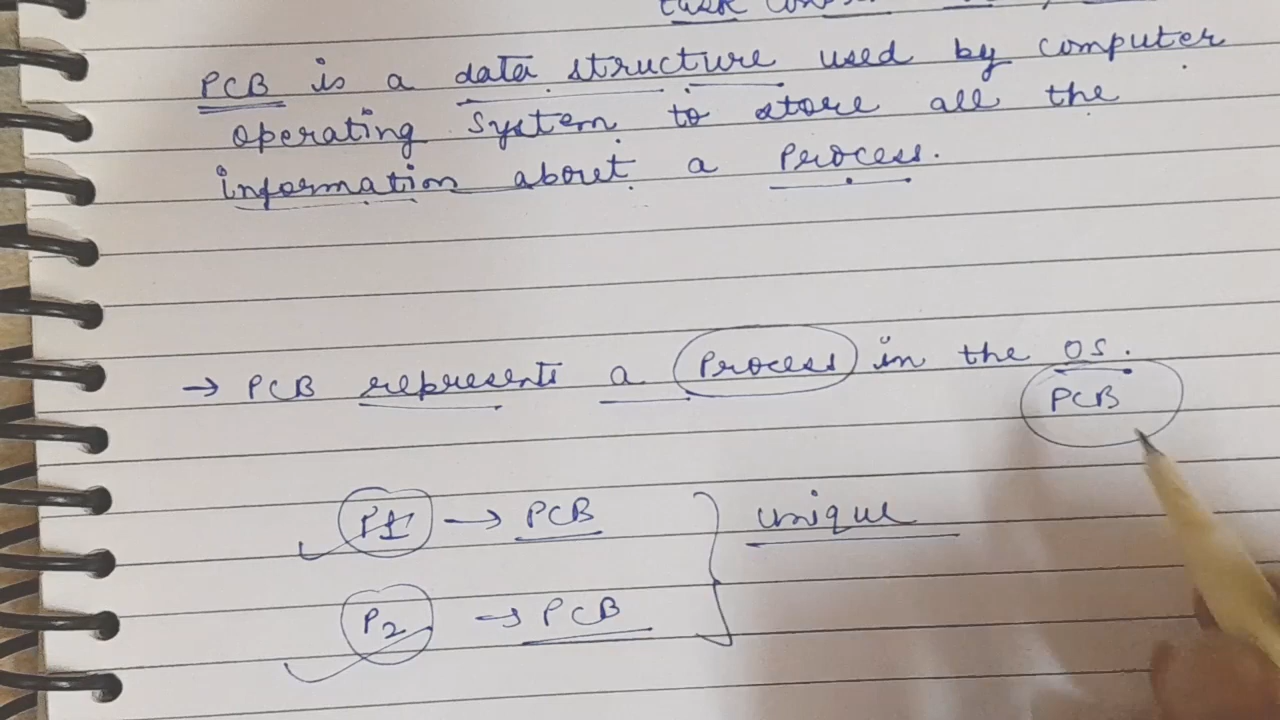 task
PCB is a data structure used by computer
operating system to store all the
information about a process.
→ PCB represents a process in the OS.
PCB
P1 → PCB
unique
P2 → PCB